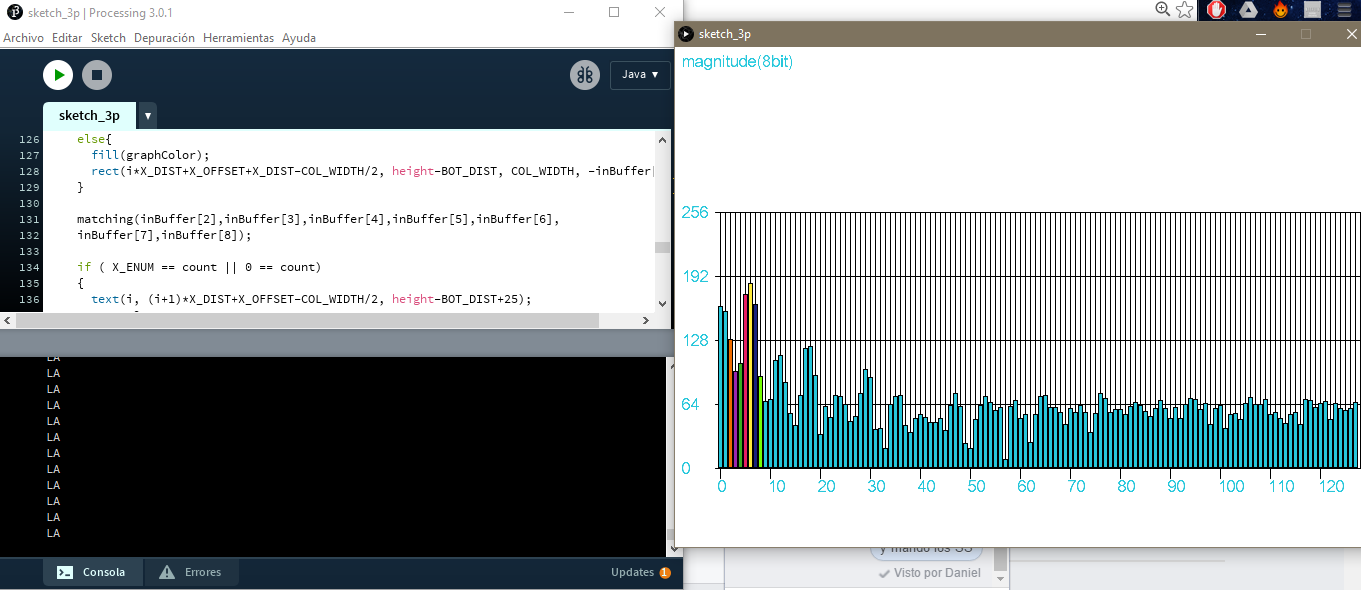 sketch_3p | Processing 3.0.1
Archivo Editar Sketch Depuración Herramientas Ayuda
Java ▼
sketch_3p ▼
126 else{
127 fill(graphColor);
128 rect(i*X_DIST+X_OFFSET+X_DIST-COL_WIDTH/2, height-BOT_DIST, COL_WIDTH, -inBuffer[
129 }
130
131 matching(inBuffer[2],inBuffer[3],inBuffer[4],inBuffer[5],inBuffer[6],
132 inBuffer[7],inBuffer[8]);
133
134 if ( X_ENUM == count || 0 == count)
135 {
136 text(i, (i+1)*X_DIST+X_OFFSET-COL_WIDTH/2, height-BOT_DIST+25);
LA
LA
LA
LA
LA
LA
LA
LA
LA
LA
LA
LA
Consola Errores Updates 1
sketch_3p
magnitude(8bit)
256
192
128
64
0
0 10 20 30 40 50 60 70 80 90 100 110 120
y mando los SS
Visto por Daniel